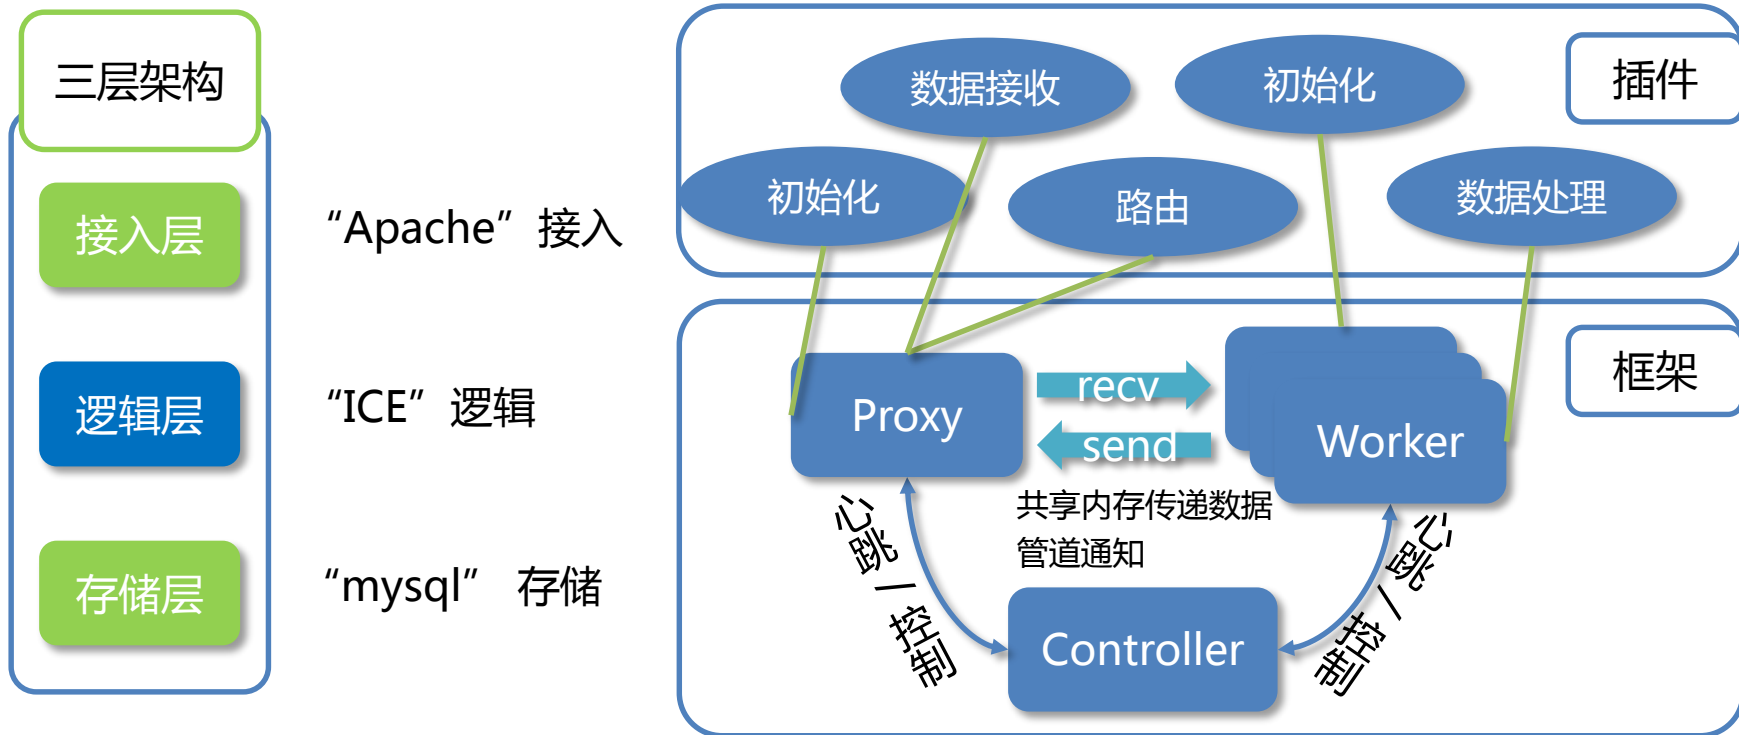 三层架构
接入层
“Apache”接入
逻辑层
“ICE”逻辑
存储层
“mysql” 存储
插件
数据接收
初始化
初始化
路由
数据处理
框架
Proxy
recv
send
Worker
共享内存传递数据
管道通知
心跳/控制
心跳/控制
Controller